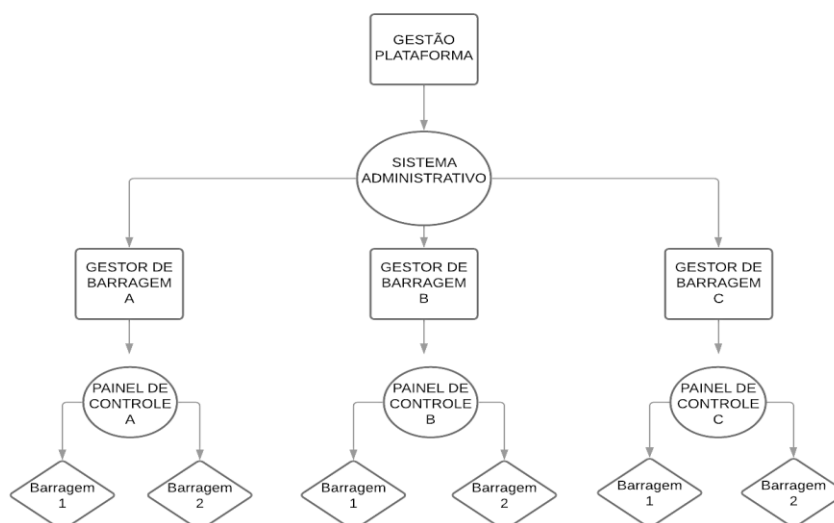 GESTÃO
PLATAFORMA
SISTEMA
ADMINISTRATIVO
GESTOR DE
BARRAGEM
A
GESTOR DE
BARRAGEM
B
GESTOR DE
BARRAGEM
C
PAINEL DE
CONTROLE
A
PAINEL DE
CONTROLE
B
PAINEL DE
CONTROLE
C
Barragem
1
Barragem
2
Barragem
1
Barragem
2
Barragem
1
Barragem
2